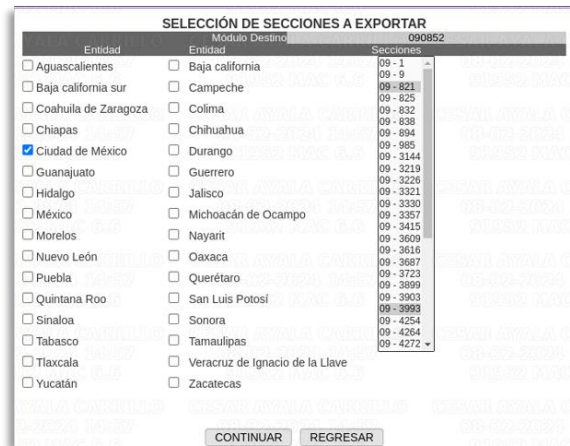 SELECCIÓN DE SECCIONES A EXPORTAR
Módulo Destino 090852
Entidad Entidad Secciones
Aguascalientes Baja california
Baja california sur Campeche
Coahuila de Zaragoza Colima
Chiapas Chihuahua
Ciudad de México Durango
Guanajuato Guerrero
Hidalgo Jalisco
México Michoacán de Ocampo
Morelos Nayarit
Nuevo León Oaxaca
Puebla Querétaro
Quintana Roo San Luis Potosí
Sinaloa Sonora
Tabasco Tamaulipas
Tlaxcala Veracruz de Ignacio de la Llave
Yucatán Zacatecas
09 - 1
09 - 9
09 - 821
09 - 825
09 - 832
09 - 838
09 - 894
09 - 985
09 - 3144
09 - 3219
09 - 3226
09 - 3321
09 - 3330
09 - 3357
09 - 3415
09 - 3609
09 - 3616
09 - 3687
09 - 3723
09 - 3899
09 - 3903
09 - 3993
09 - 4254
09 - 4264
09 - 4272
CONTINUAR REGRESAR